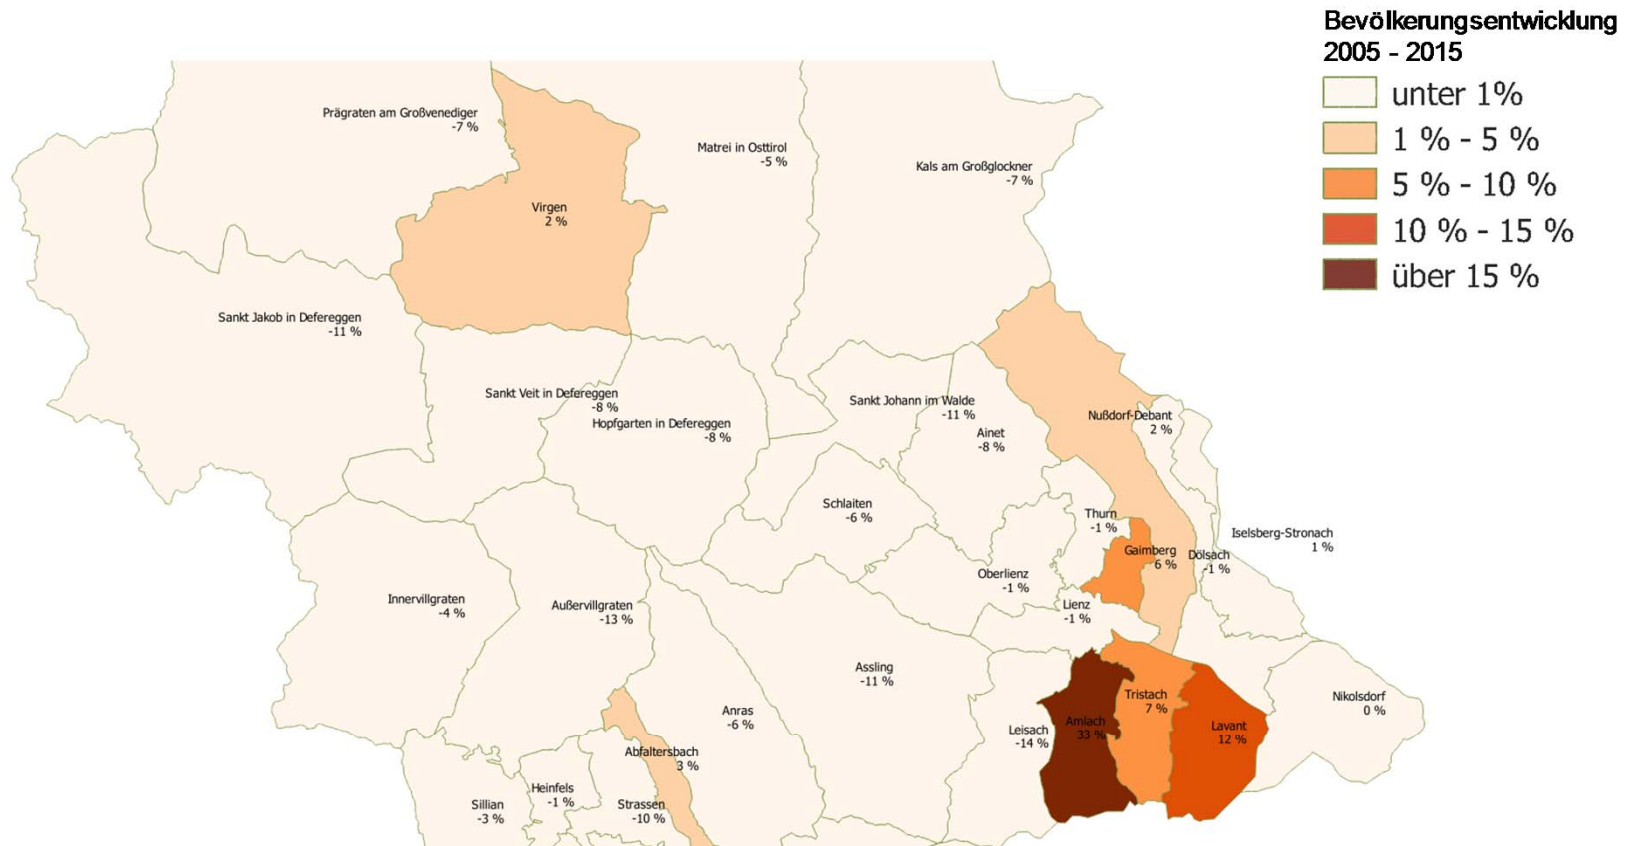 Bevölkerungsentwicklung
2005 - 2015
unter 1%
1 % - 5 %
5 % - 10 %
10 % - 15 %
über 15 %
Prägraten am Großvenediger
-7 %
Matrei in Osttirol
-5 %
Kals am Großglockner
-7 %
Virgen
2 %
Sankt Jakob in Defereggen
-11 %
Sankt Veit in Defereggen
-8 %
Hopfgarten in Defereggen
-8 %
Sankt Johann im Walde
-11 %
Ainet
-8 %
Nußdorf-Debant
2 %
Schlaiten
-6 %
Thurn
-1 %
Iselsberg-Stronach
1 %
Gaimberg
6 %
Dölsach
-1 %
Oberlienz
-1 %
Lienz
-1 %
Innervillgraten
-4 %
Außervillgraten
-13 %
Assling
-11 %
Anras
-6 %
Leisach
-14 %
Amlach
33 %
Tristach
7 %
Lavant
12 %
Nikolsdorf
0 %
Abfaltersbach
3 %
Heinfels
-1 %
Sillian
-3 %
Strassen
-10 %